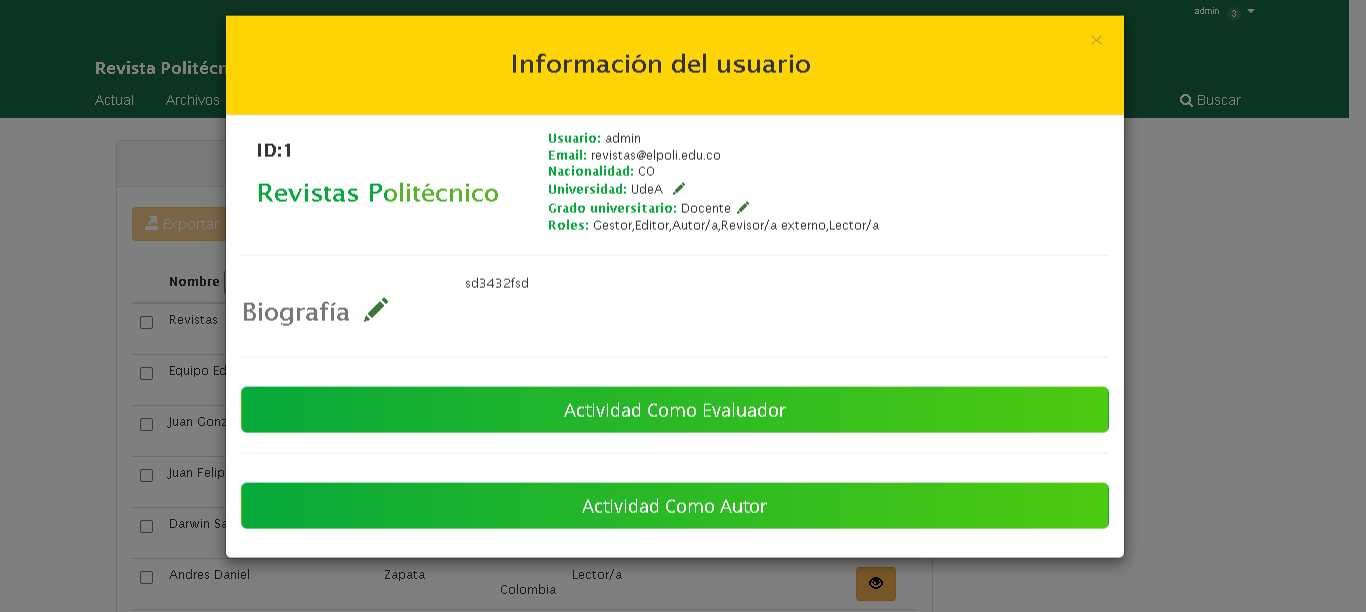 admin 3
Revista Politécn
Actual Archivos
Buscar
×
Información del usuario
ID:1
Revistas Politécnico
Usuario: admin
Email: revistas@elpoli.edu.co
Nacionalidad: CO
Universidad: UdeA
Grado universitario: Docente
Roles: Gestor,Editor,Autor/a,Revisor/a externo,Lector/a
Biografía
sd3432fsd
Actividad Como Evaluador
Actividad Como Autor
Exportar
Nombre
Revistas
Equipo Ed
Juan Gonz
Juan Felip
Darwin Sa
Andres Daniel Zapata Colombia Lector/a